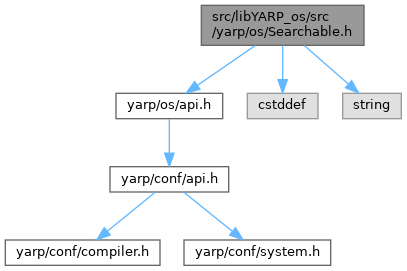 src/libYARP_os/src
/yarp/os/Searchable.h
yarp/os/api.h
cstddef
string
yarp/conf/api.h
yarp/conf/compiler.h
yarp/conf/system.h